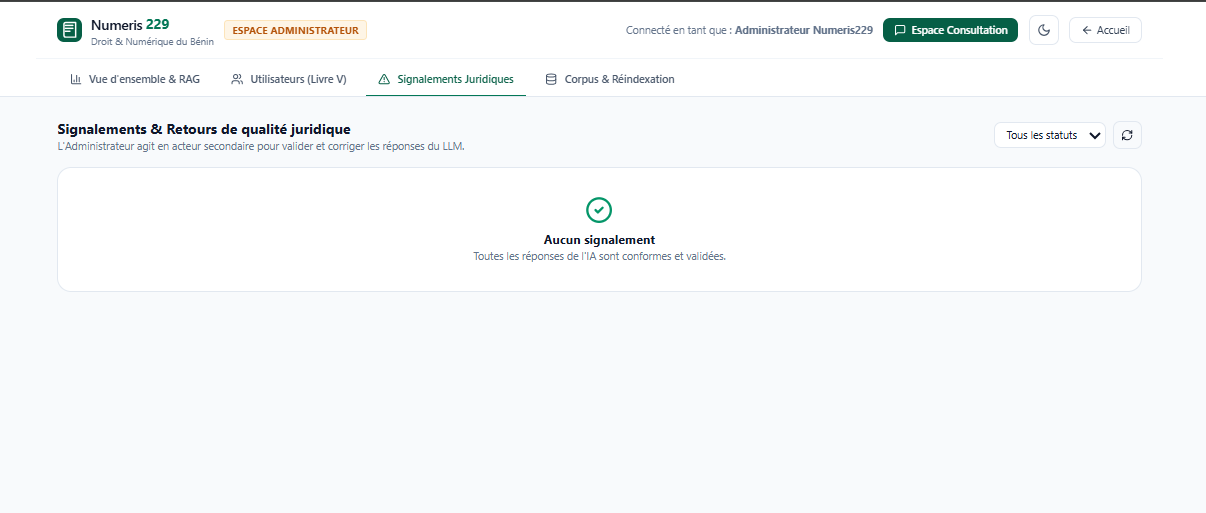 Numeris 229
Droit & Numérique du Bénin
ESPACE ADMINISTRATEUR
Connecté en tant que : Administrateur Numeris229
Espace Consultation
Accueil
Vue d'ensemble & RAG
Utilisateurs (Livre V)
Signalements Juridiques
Corpus & Réindexation
Signalements & Retours de qualité juridique
L'Administrateur agit en acteur secondaire pour valider et corriger les réponses du LLM.
Tous les statuts
Aucun signalement
Toutes les réponses de l'IA sont conformes et validées.